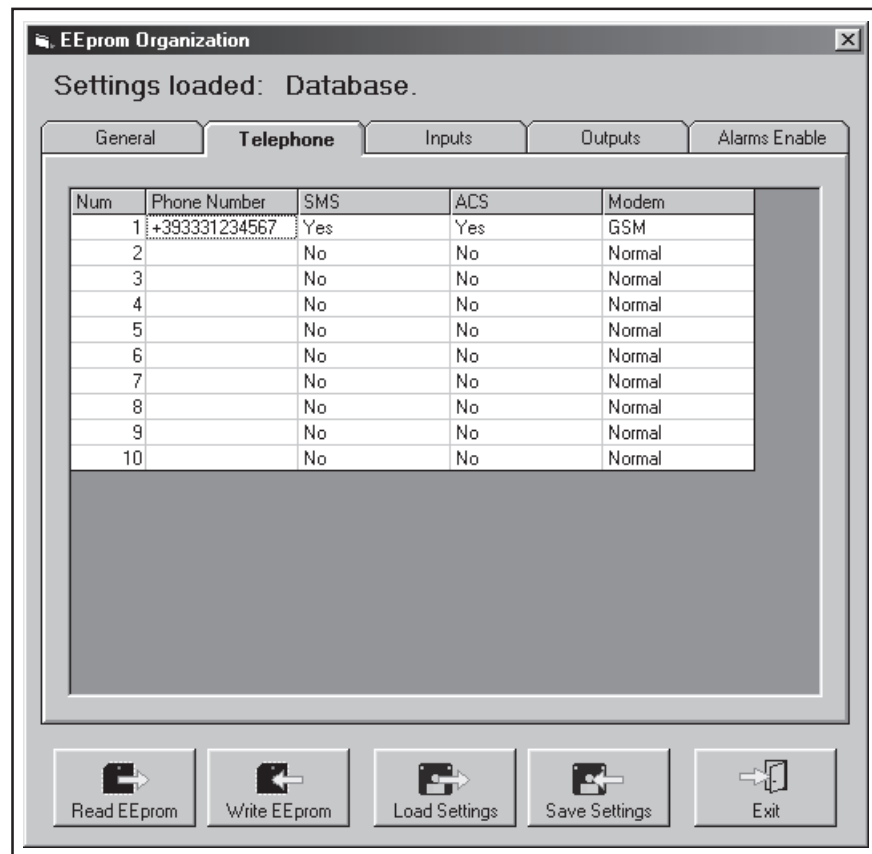 EEprom Organization
Settings loaded: Database.
General Telephone Inputs Outputs Alarms Enable
Num Phone Number SMS ACS Modem
1 +393331234567 Yes Yes GSM
2 No No Normal
3 No No Normal
4 No No Normal
5 No No Normal
6 No No Normal
7 No No Normal
8 No No Normal
9 No No Normal
10 No No Normal
Read EEprom Write EEprom Load Settings Save Settings Exit